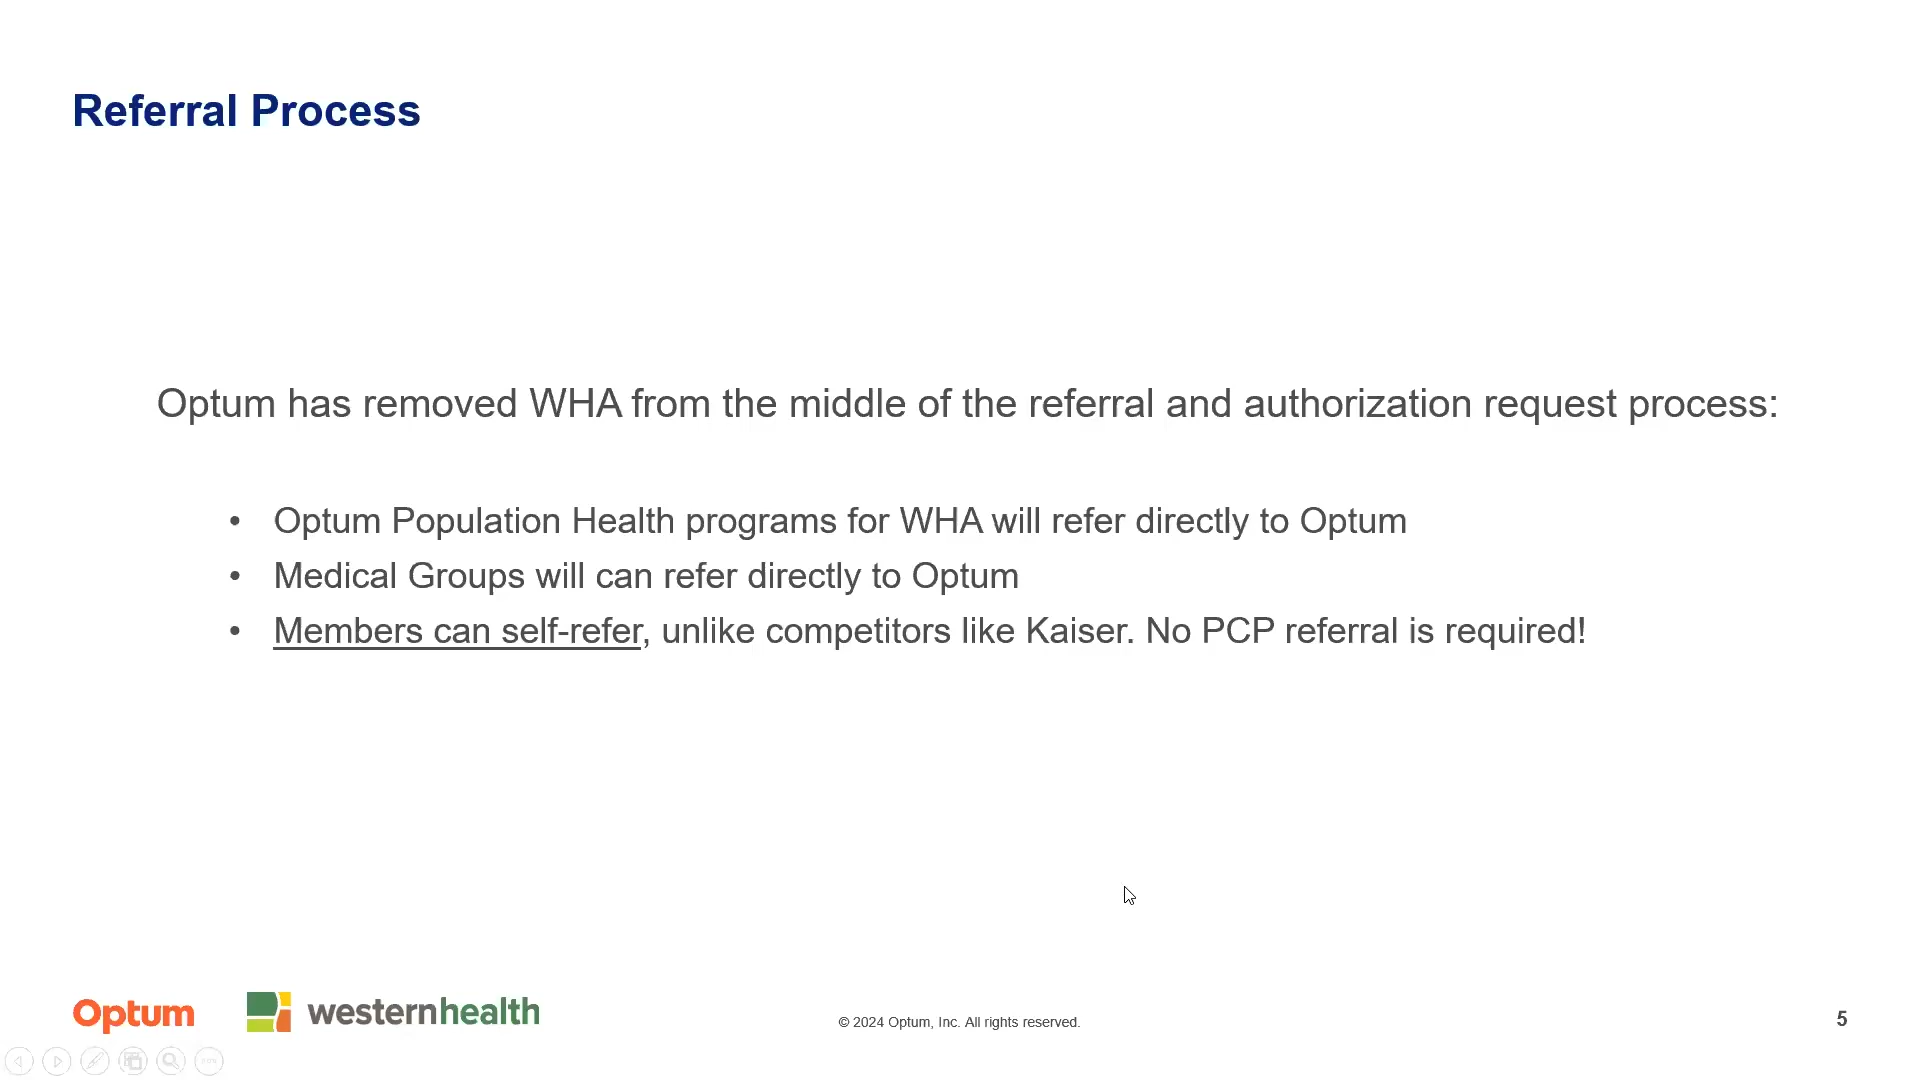 Referral Process
Optum has removed WHA from the middle of the referral and authorization request process:
• Optum Population Health programs for WHA will refer directly to Optum
• Medical Groups will can refer directly to Optum
• Members can self-refer, unlike competitors like Kaiser. No PCP referral is required!
Optum westernhealth
© 2024 Optum, Inc. All rights reserved.
5